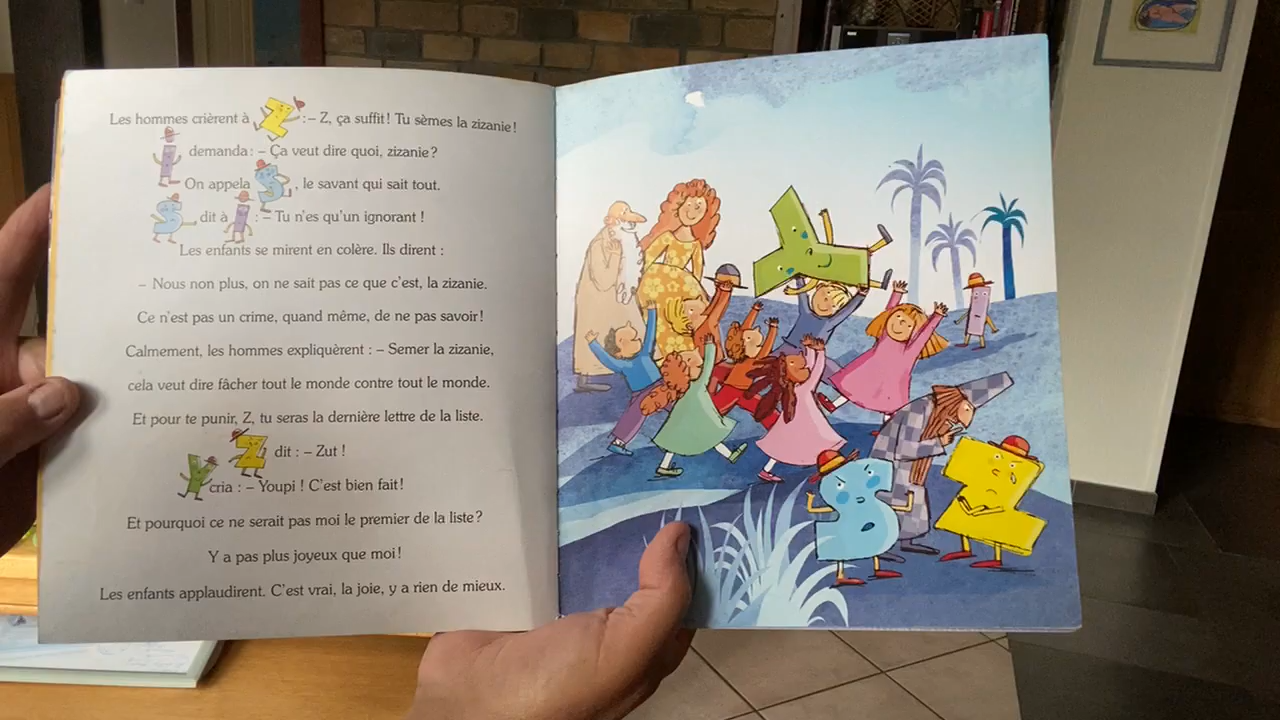 Les hommes crièrent à Z : – Z, ça suffit ! Tu sèmes la zizanie !
I demanda : – Ça veut dire quoi, zizanie ?
On appela S, le savant qui sait tout.
S dit à I : – Tu n'es qu'un ignorant !
Les enfants se mirent en colère. Ils dirent :
– Nous non plus, on ne sait pas ce que c'est, la zizanie.
Ce n'est pas un crime, quand même, de ne pas savoir !
Calmement, les hommes expliquèrent : – Semer la zizanie,
cela veut dire fâcher tout le monde contre tout le monde.
Et pour te punir, Z, tu seras la dernière lettre de la liste.
Z dit : – Zut !
Y cria : – Youpi ! C'est bien fait !
Et pourquoi ce ne serait pas moi le premier de la liste ?
Y a pas plus joyeux que moi !
Les enfants applaudirent. C'est vrai, la joie, y a rien de mieux.